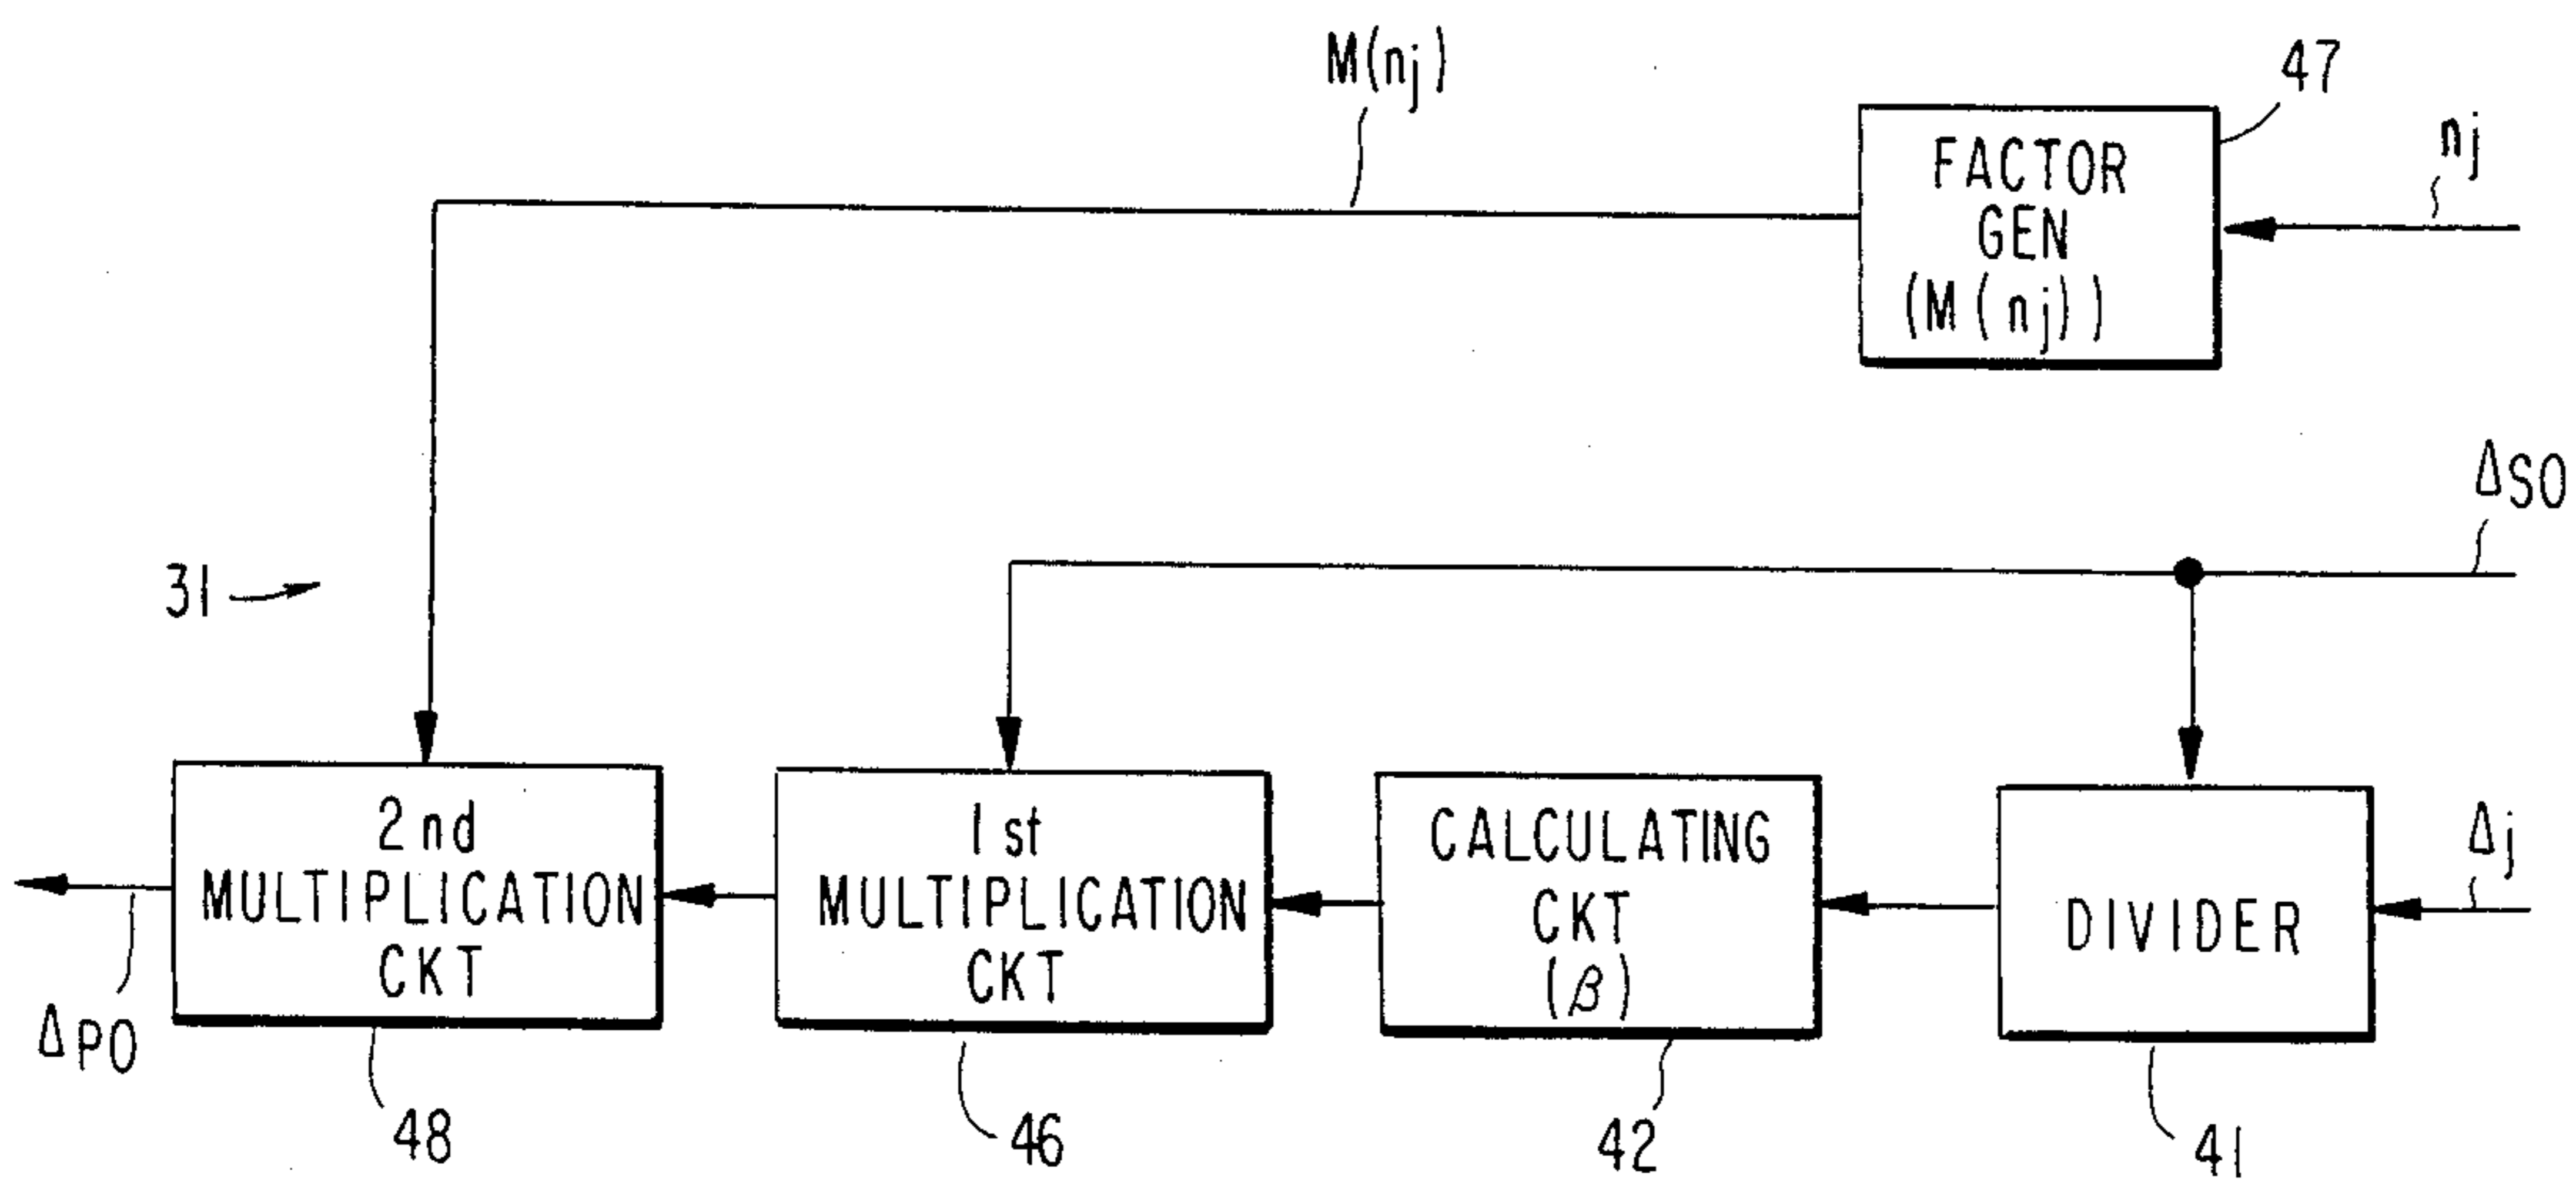 M(nj)
47
FACTOR
GEN
(M(nj))
nj
ΔSO
31
2nd
MULTIPLICATION
CKT
1st
MULTIPLICATION
CKT
CALCULATING
CKT
(β)
DIVIDER
Δj
ΔPO
48
46
42
41